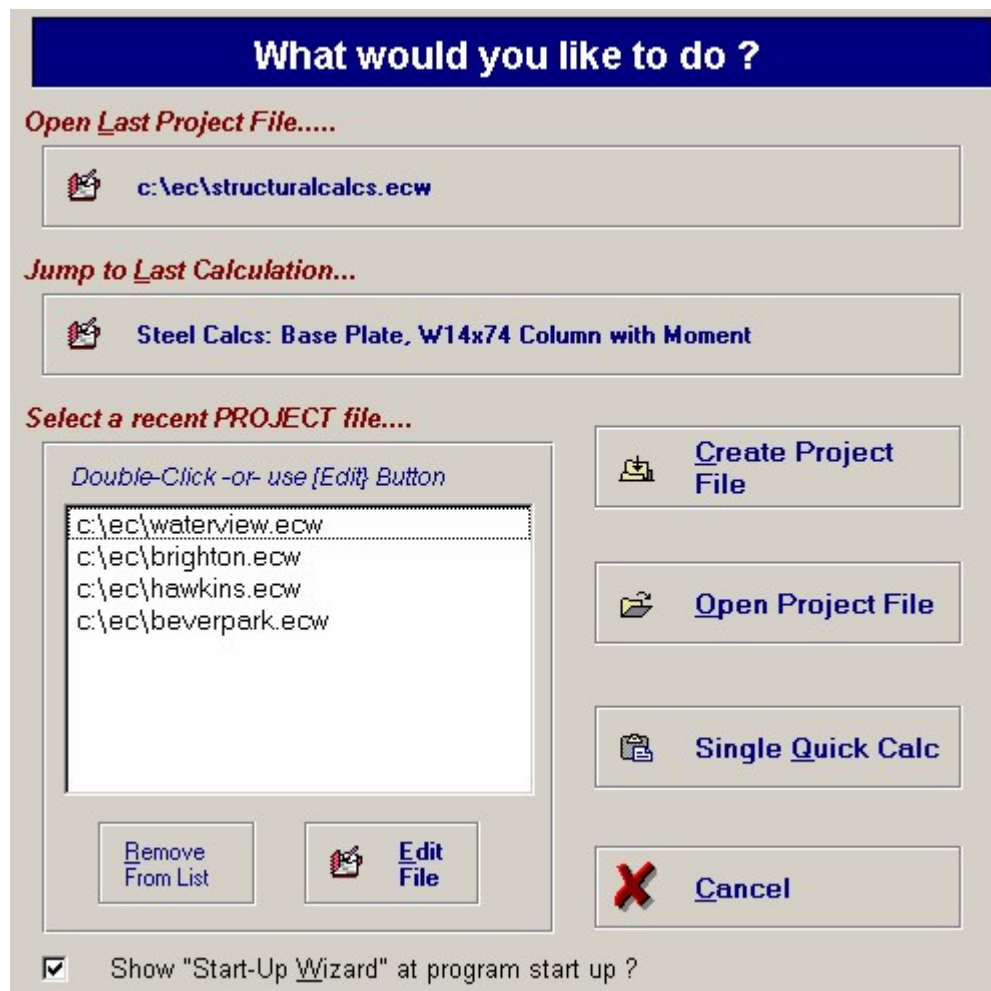 What would you like to do ?
Open Last Project File.....
c:\ec\structuralcalcs.ecw
Jump to Last Calculation...
Steel Calcs: Base Plate, W14x74 Column with Moment
Select a recent PROJECT file....
Double-Click -or- use [Edit} Button
c:\ec\waterview.ecw
c:\ec\brighton.ecw
c:\ec\hawkins.ecw
c:\ec\beverpark.ecw
Remove
From List
Edit
File
Create Project
File
Open Project File
Single Quick Calc
Cancel
Show "Start-Up Wizard" at program start up ?